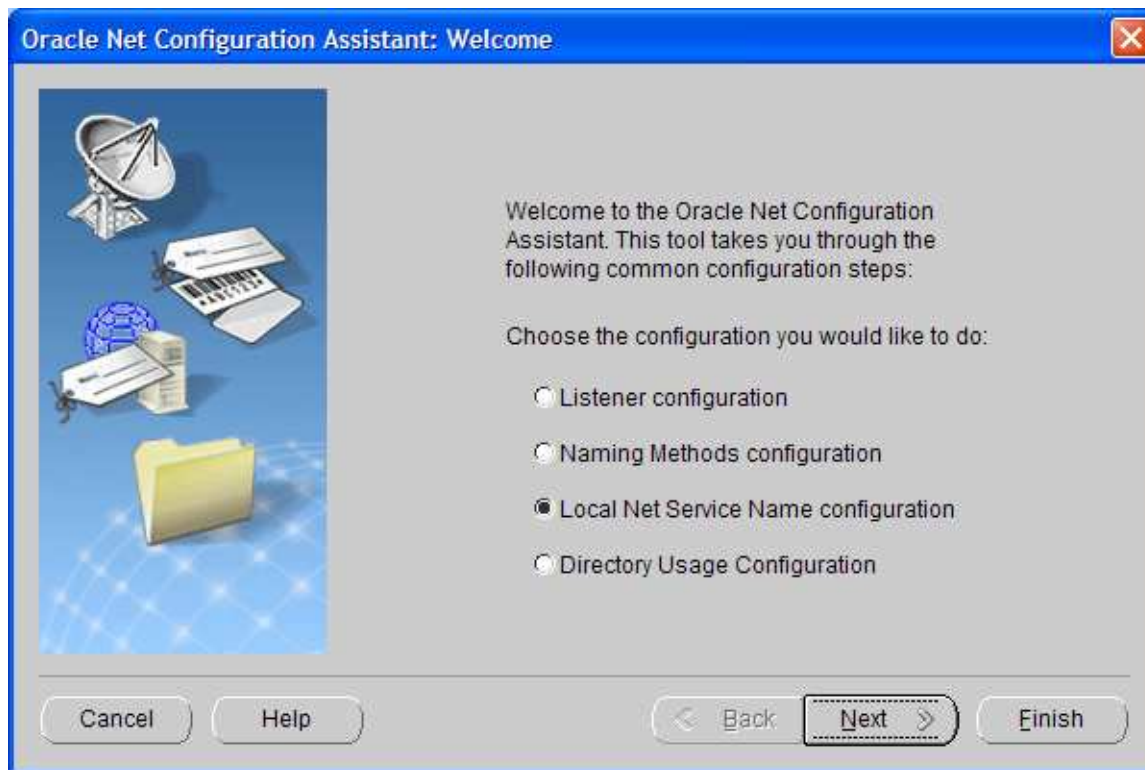 Oracle Net Configuration Assistant: Welcome
Welcome to the Oracle Net Configuration
Assistant. This tool takes you through the
following common configuration steps:
Choose the configuration you would like to do:
Listener configuration
Naming Methods configuration
Local Net Service Name configuration
Directory Usage Configuration
Cancel
Help
Back
Next
Finish